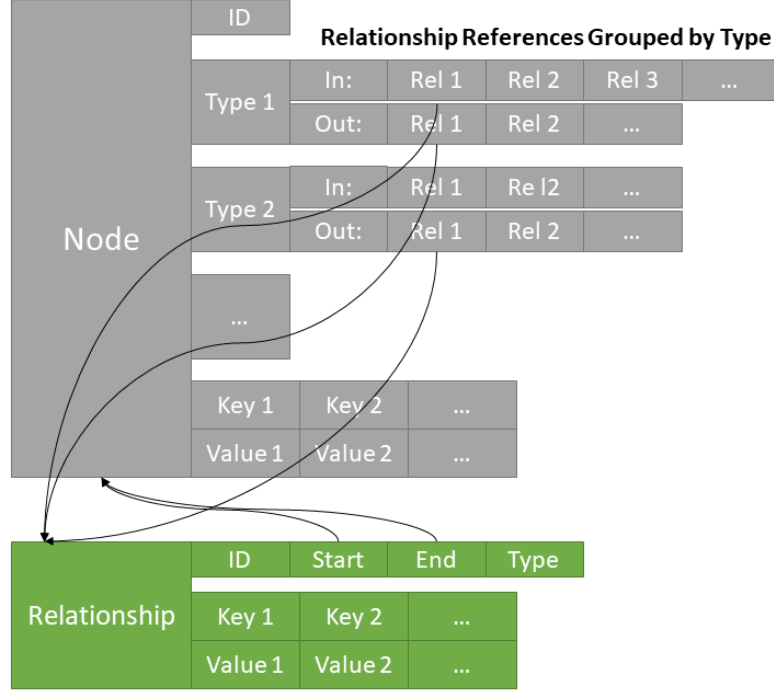 ID
Relationship References Grouped by Type
Type 1
In: Rel 1 Rel 2 Rel 3 ...
Out: Rel 1 Rel 2 ...
Node
Type 2
In: Rel 1 Re l2 ...
Out: Rel 1 Rel 2 ...
...
Key 1 Key 2 ...
Value 1 Value 2 ...
Relationship
ID Start End Type
Key 1 Key 2 ...
Value 1 Value 2 ...